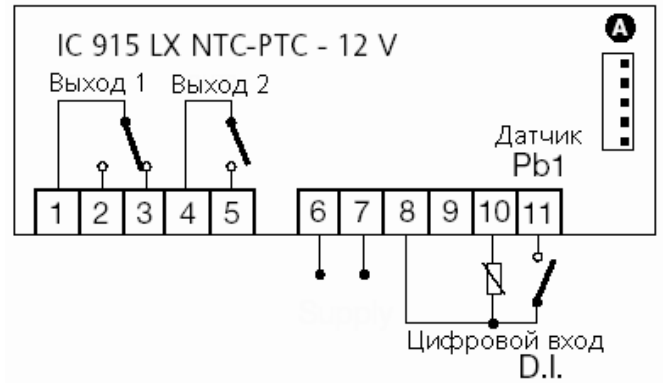 IC 915 LX NTC-PTC - 12 V
A
Выход 1 Выход 2
Датчик
Pb1
1 2 3 4 5 6 7 8 9 10 11
Supply
Цифровой вход
D.I.